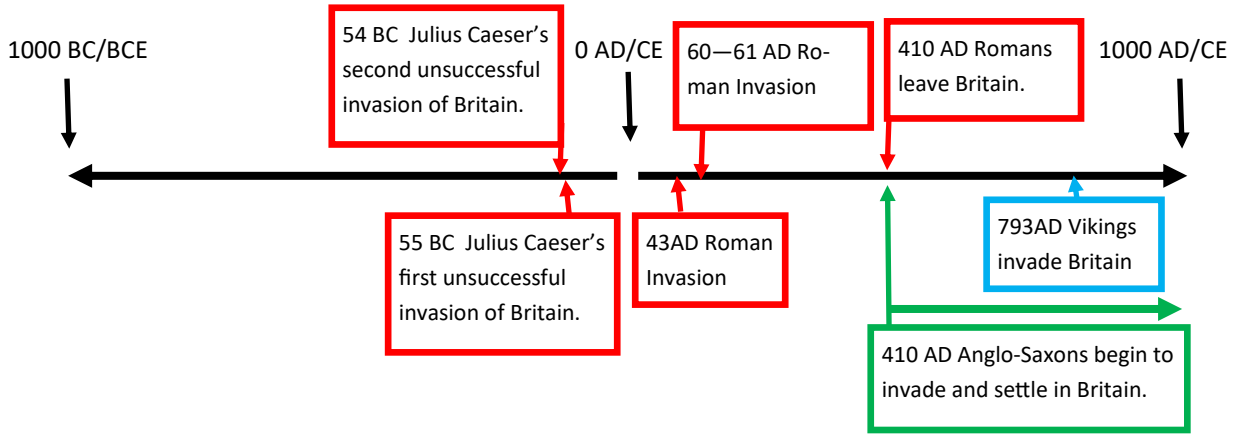 1000 BC/BCE
54 BC  Julius Caeser’s
second unsuccessful
invasion of Britain.
0 AD/CE
60—61 AD Ro-
man Invasion
410 AD Romans
leave Britain.
1000 AD/CE
55 BC  Julius Caeser’s
first unsuccessful
invasion of Britain.
43AD Roman
Invasion
793AD Vikings
invade Britain
410 AD Anglo-Saxons begin to
invade and settle in Britain.